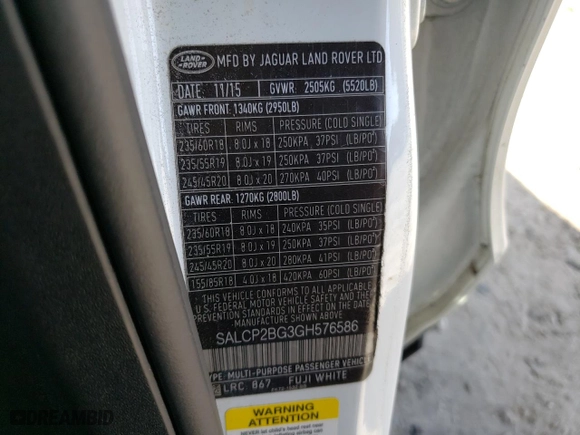 LAND-ROVER
MFD BY JAGUAR LAND ROVER LTD
DATE 11/15 GVWR 2505KG (5520LB)
GAWR FRONT 1340KG (2950LB)
TIRES RIMS PRESSURE (COLD SINGLE)
235/60R18 8.0J x 18 250KPA 37PSI (LB/PO²)
235/55R19 8.0J x 19 250KPA 37PSI (LB/PO²)
245/45R20 8.0J x 20 270KPA 40PSI (LB/PO²)
GAWR REAR 1270KG (2800LB)
TIRES RIMS PRESSURE (COLD SINGLE)
235/60R18 8.0J x 18 240KPA 35PSI (LB/PO²)
235/55R19 8.0J x 19 250KPA 37PSI (LB/PO²)
245/45R20 8.0J x 20 280KPA 41PSI (LB/PO²)
155/85R18 4.0J x 18 420KPA 60PSI (LB/PO²)
THIS VEHICLE CONFORMS TO ALL APPLICABLE
U.S. FEDERAL MOTOR VEHICLE SAFETY AND THEFT
PREVENTION STANDARDS IN EFFECT ON THE DATE OF
MANUFACTURE SHOWN ABOVE
SALCP2BG3GH576586
TYPE: MULTI-PURPOSE PASSENGER VEHICLE
LRC 867 FUJI WHITE
WARNING
DREAMBID